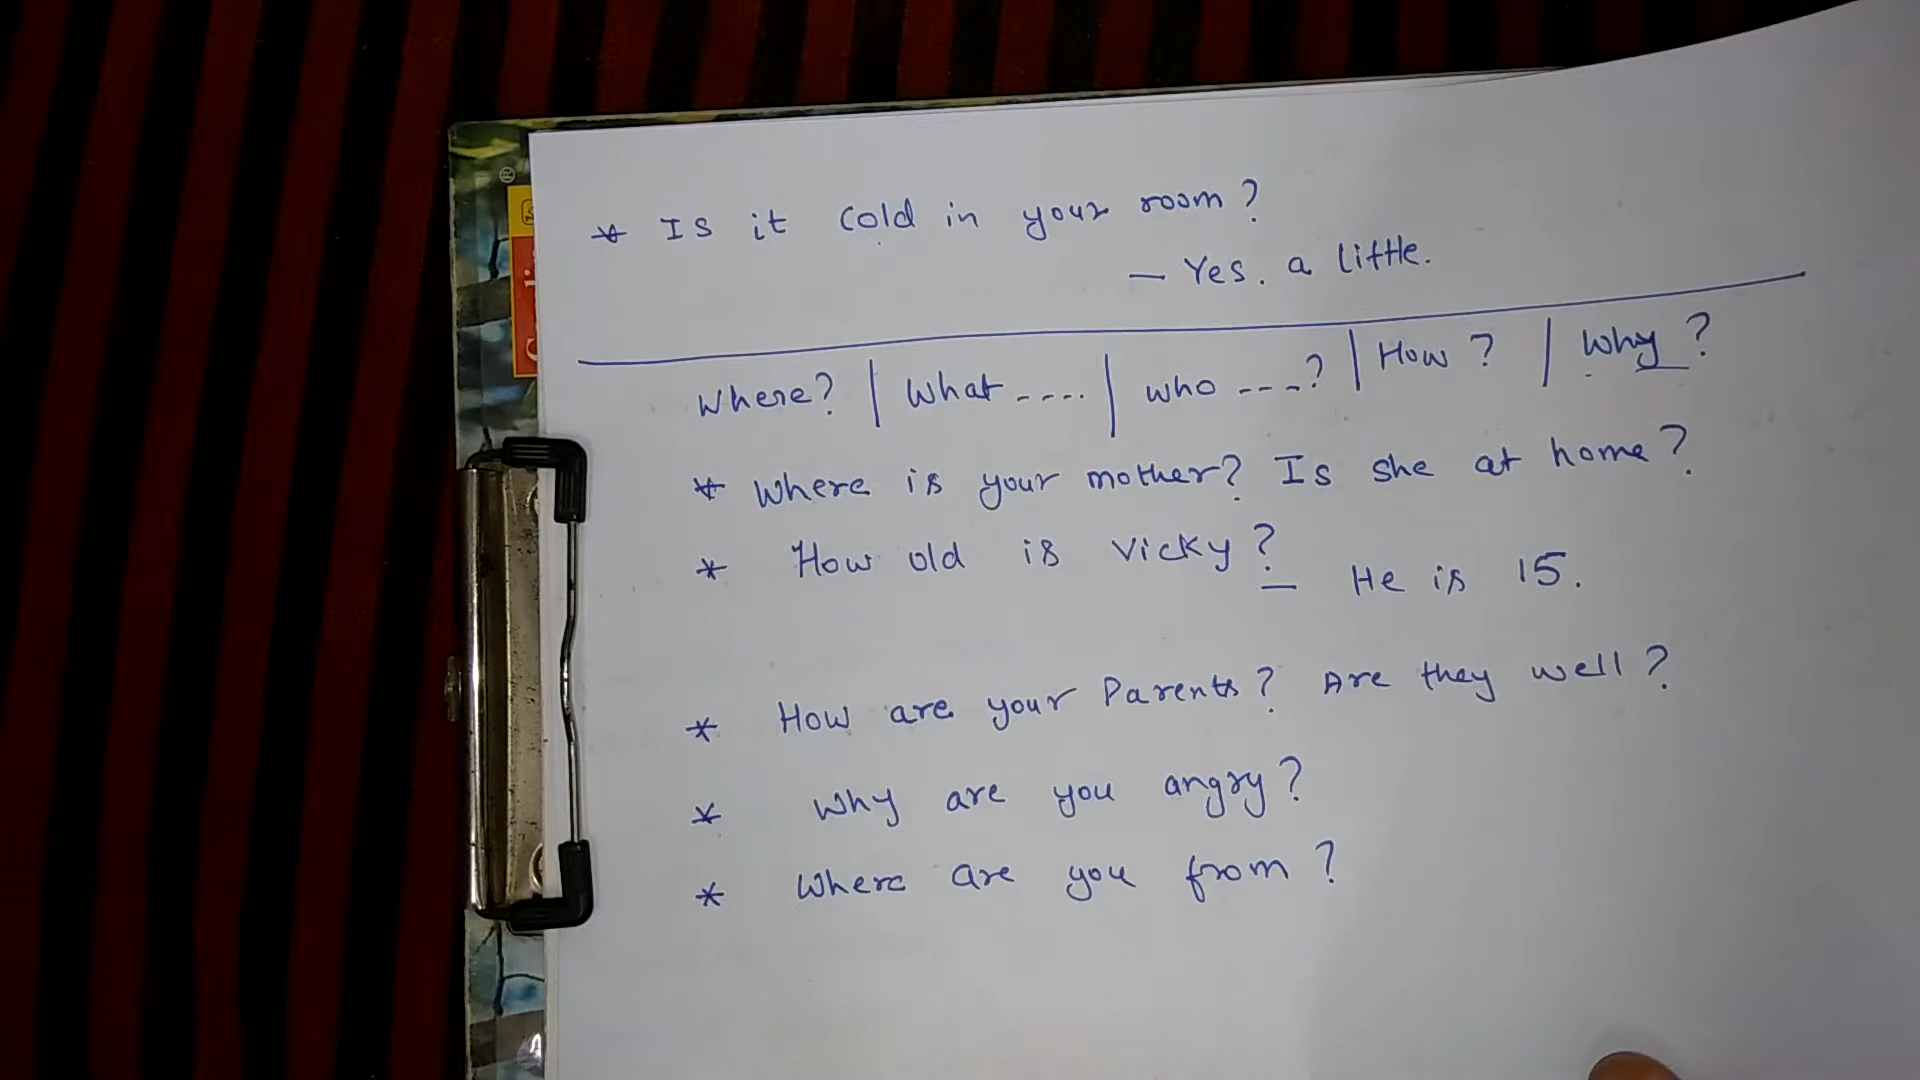 * Is it cold in your room?
— Yes. a little.
Where? | What .... | who ---? | How ? | Why ?
* Where is your mother? Is she at home?
* How old is Vicky?
— He is 15.
* How are your Parents? Are they well?
* Why are you angry?
* Where are you from?